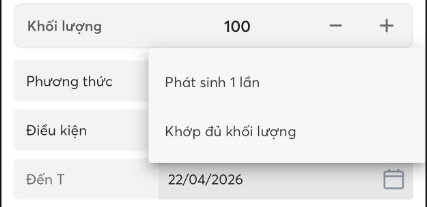 Khối lượng 100 − +
Phương thức Phát sinh 1 lần
Điều kiện Khớp đủ khối lượng
Đến T 22/04/2026